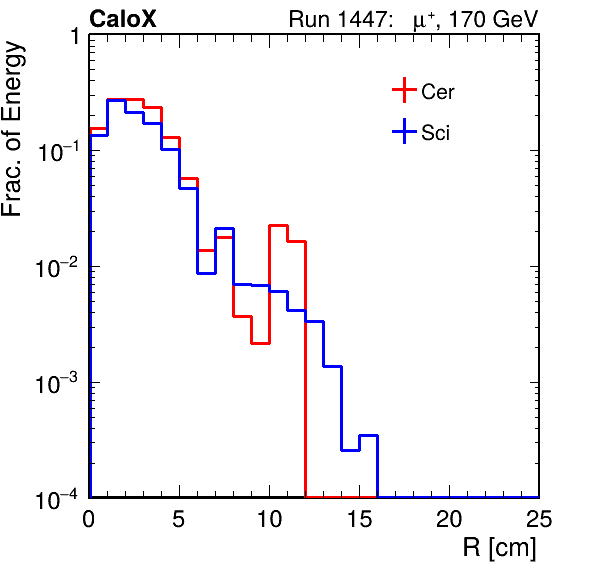 CaloX Run 1447: μ⁺, 170 GeV
Frac. of Energy
1
10⁻¹
10⁻²
10⁻³
10⁻⁴
Cer
Sci
0 5 10 15 20 25
R [cm]